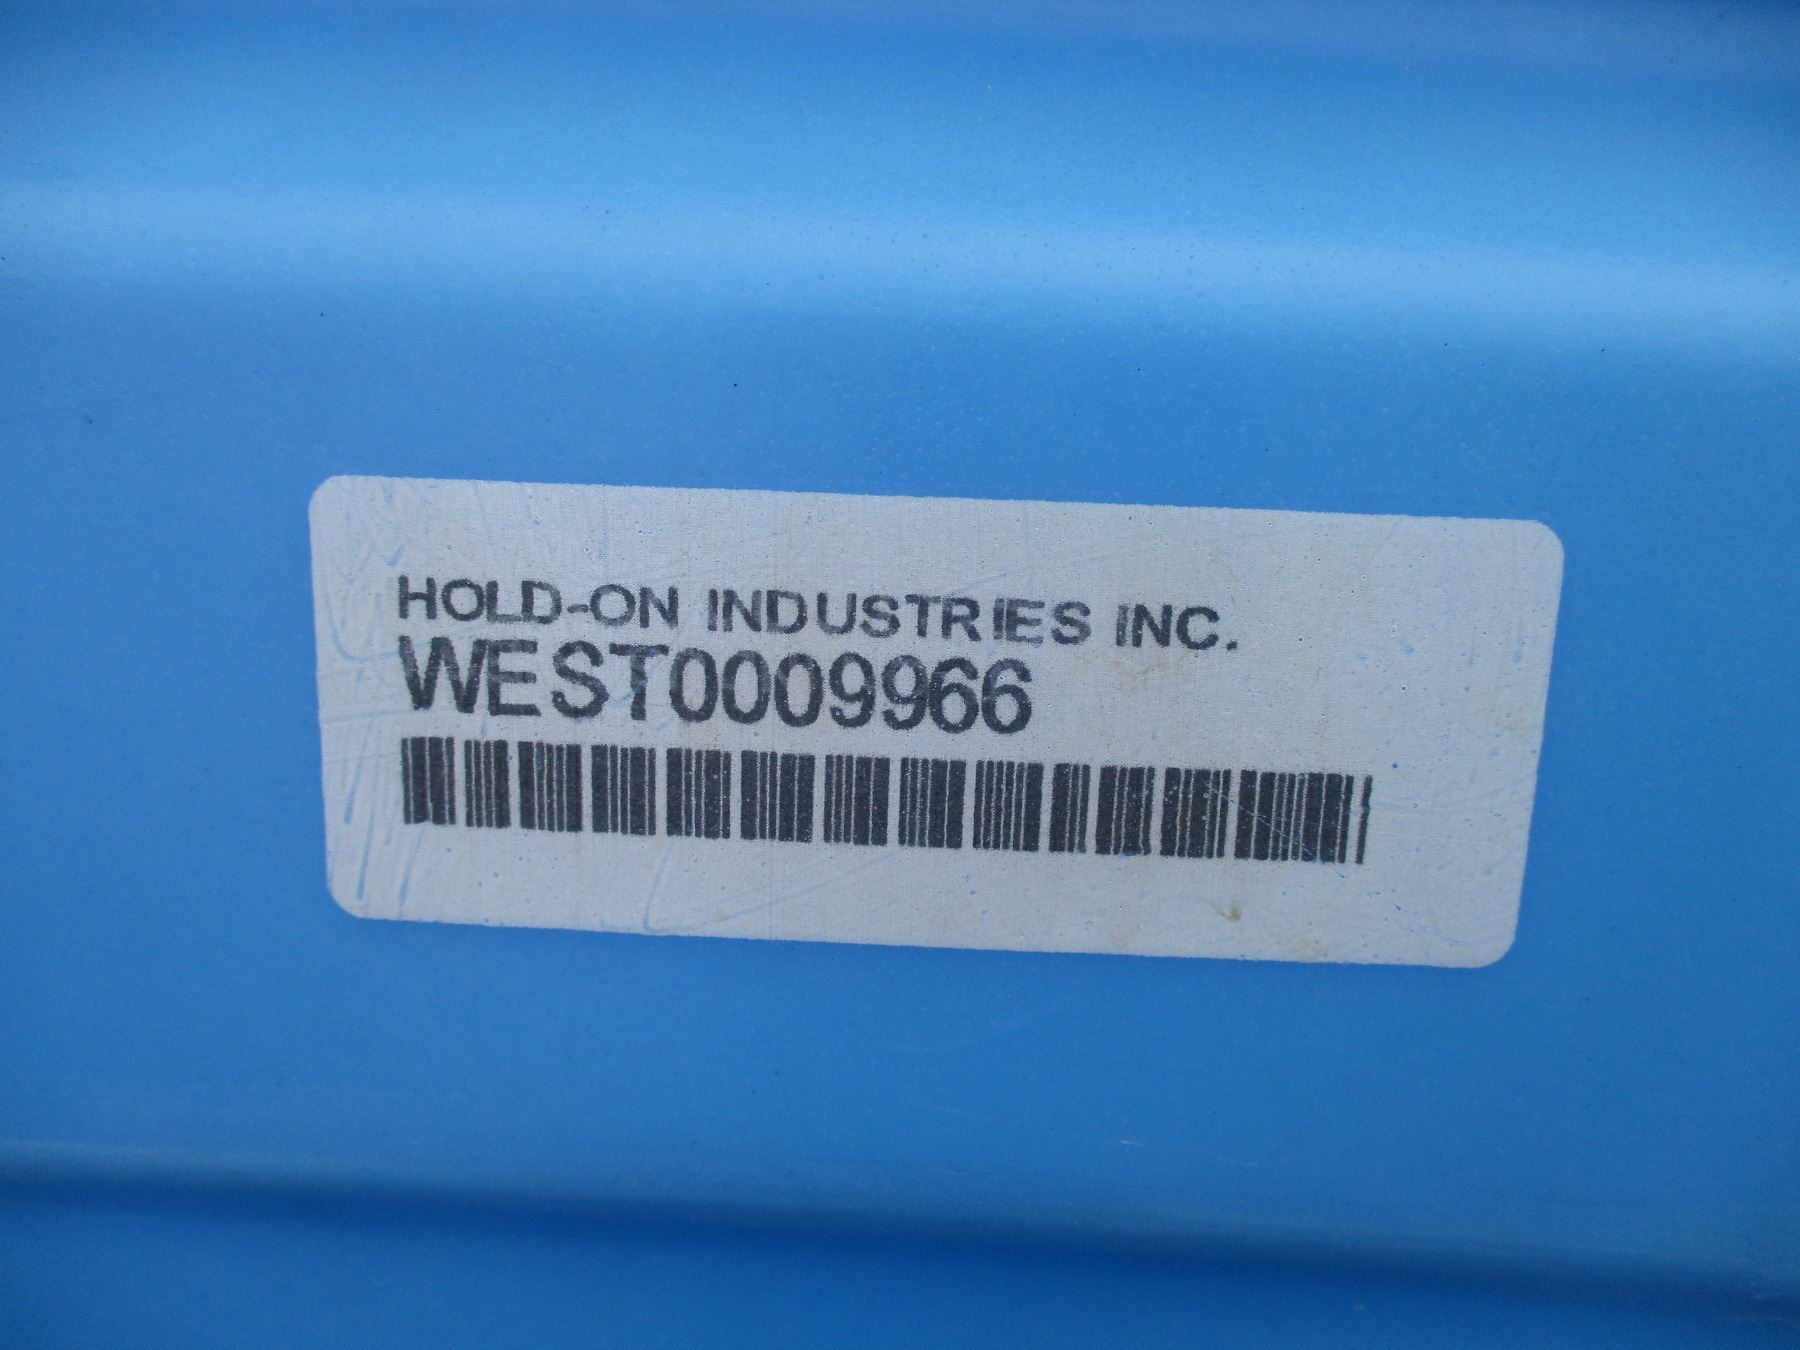 HOLD-ON INDUSTRIES INC.
WEST0009966